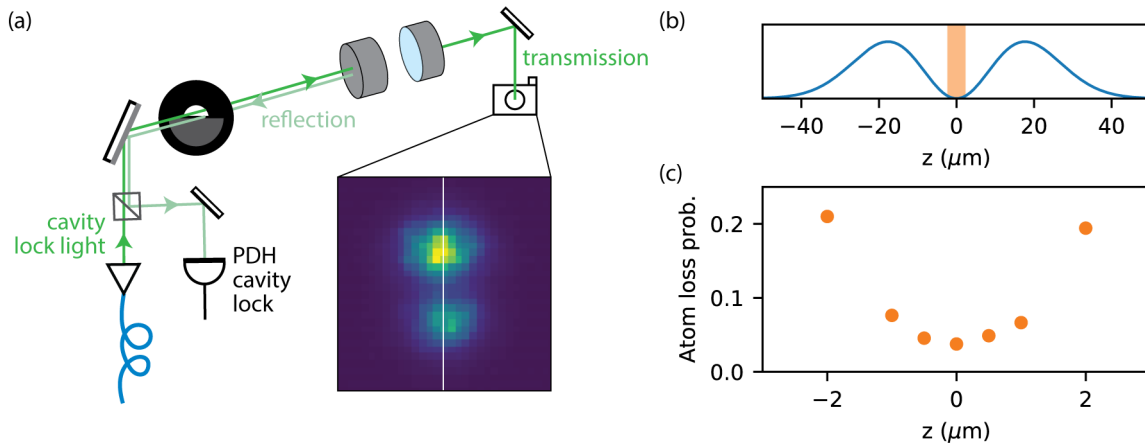 (a)
transmission
reflection
cavity
lock light
PDH
cavity
lock
(b)
−40 −20 0 20 40
z (μm)
(c)
Atom loss prob.
0.2
0.1
0.0
−2 0 2
z (μm)